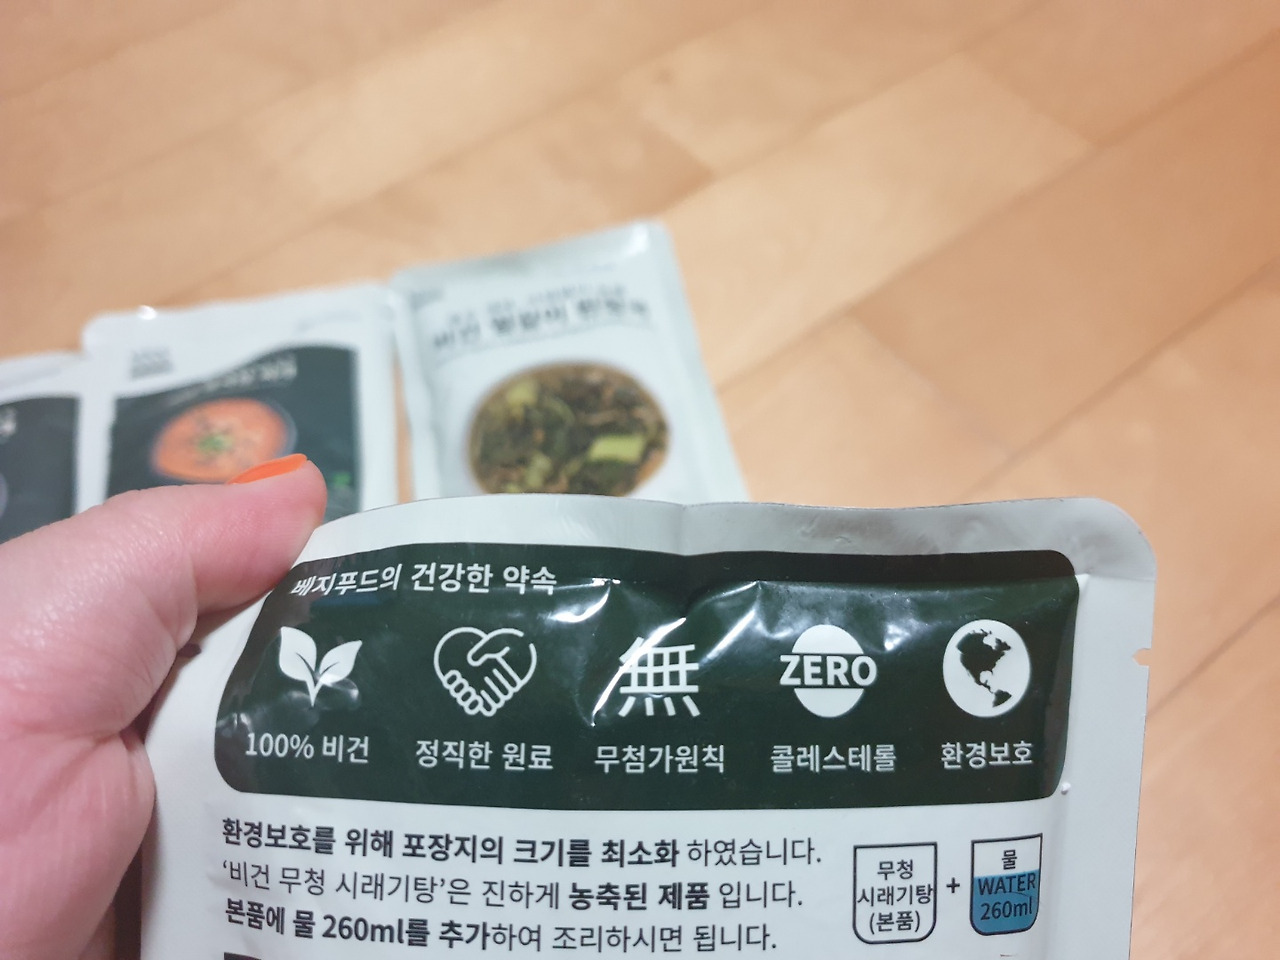 베지푸드의 건강한 약속
無
ZERO
100% 비건
정직한 원료
무첨가원칙
콜레스테롤
환경보호
환경보호를 위해 포장지의 크기를 최소화 하였습니다.
‘비건 무청 시래기탕’은 진하게 농축된 제품 입니다.
본품에 물 260ml를 추가하여 조리하시면 됩니다.
무청
시래기탕
(본품)
+
물
WATER
260ml